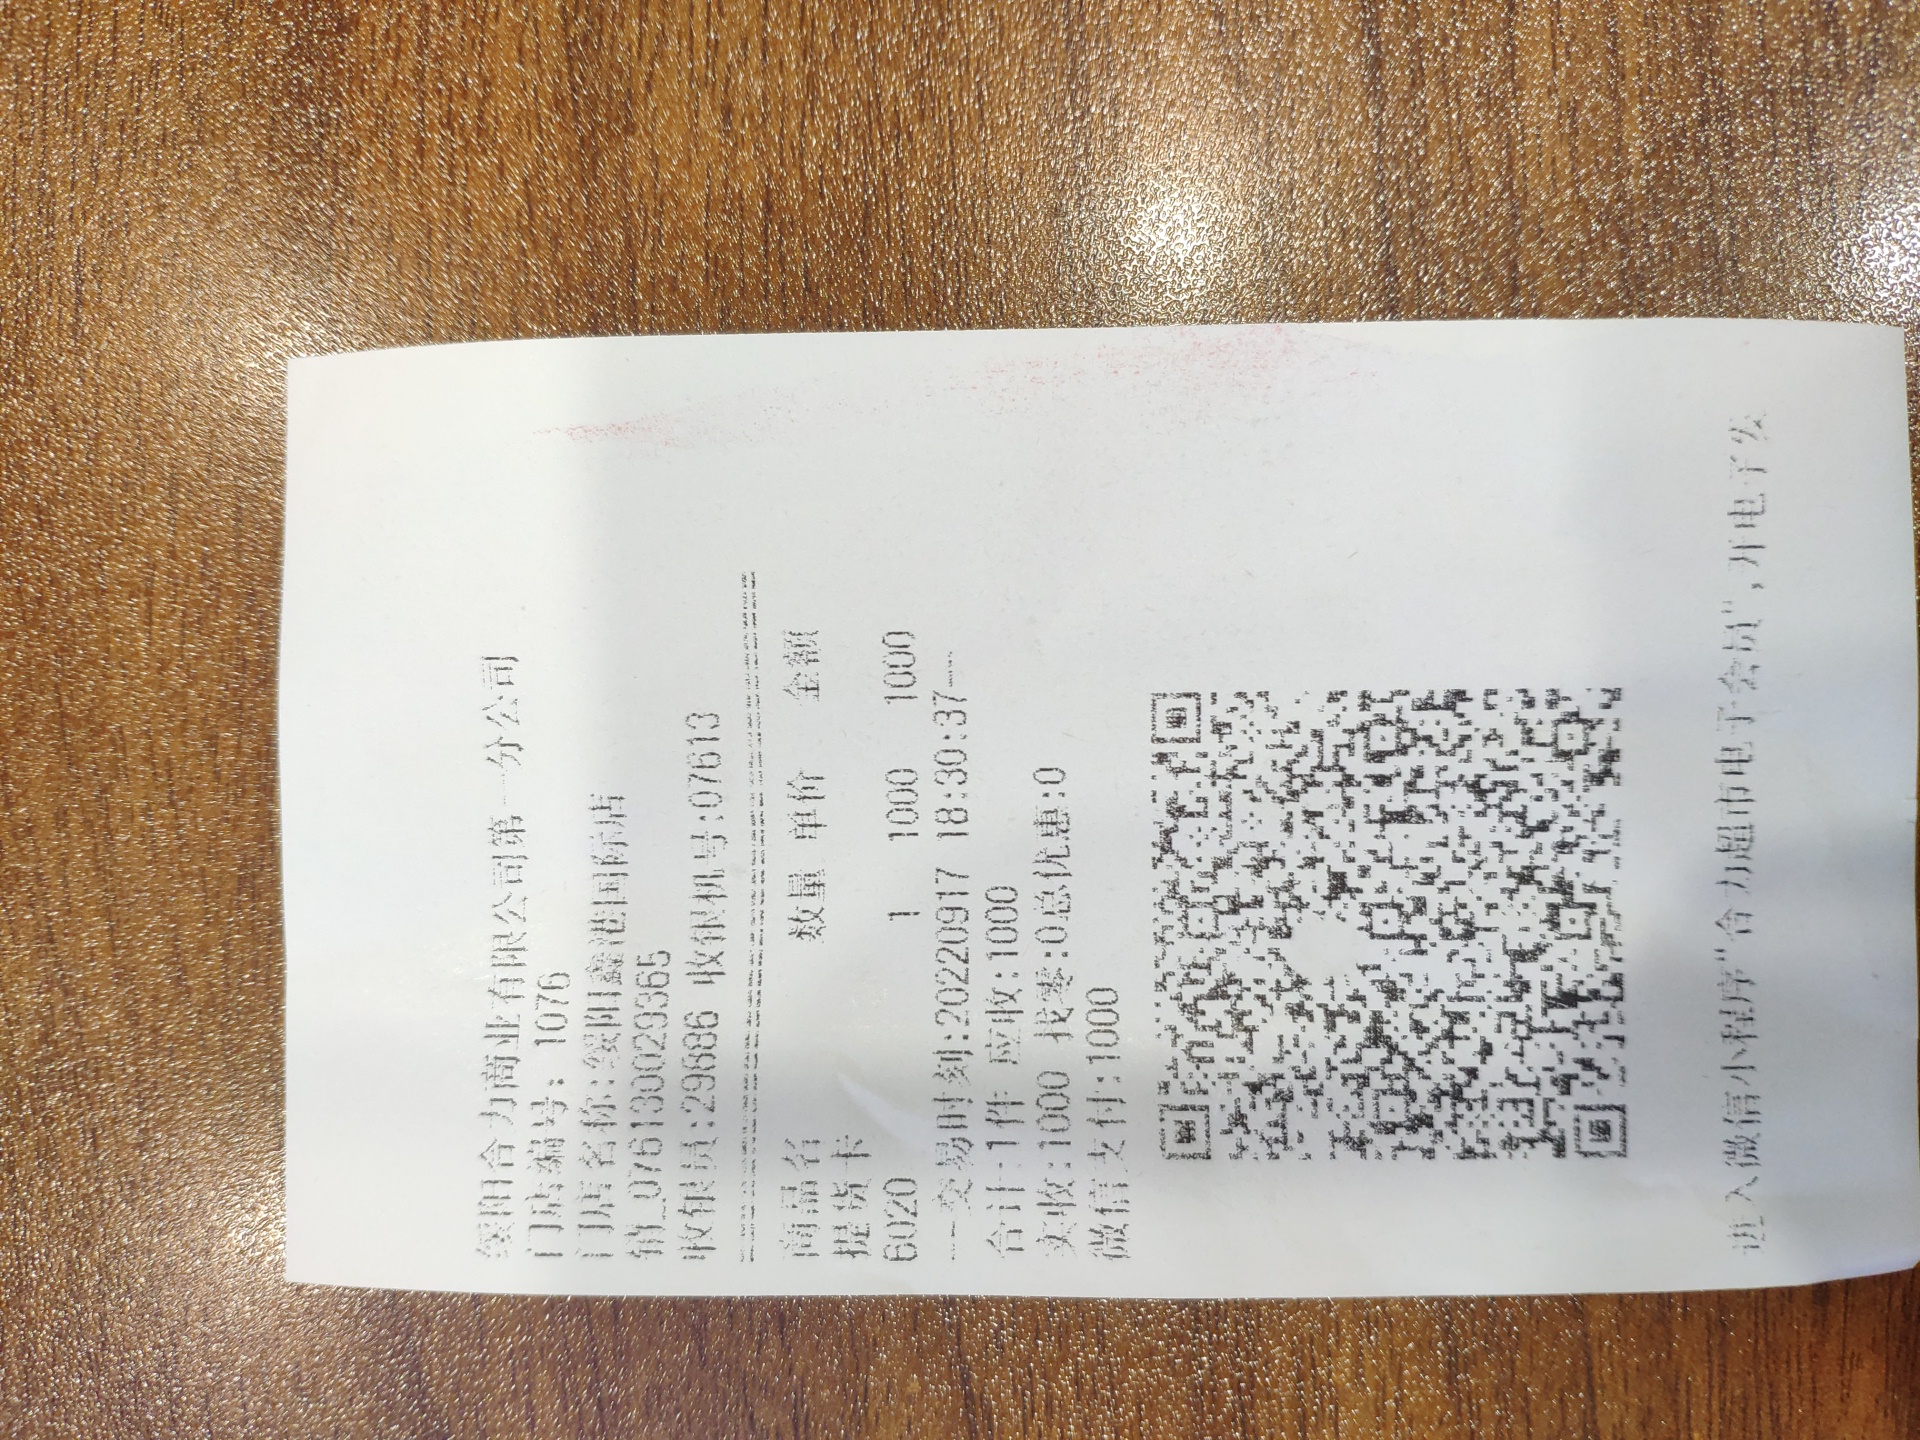 绥阳合力商业有限公司第一分公司
门店编号: 1076
门店名称:绥阳鑫港国际店
销_076130029365
收银员:29886 收银机号:07613
商品名 数量 单价 金额
提货卡
6020 1 1000 1000
---交易时刻:20220917 18:30:37---
合计:1件 应收:1000
实收:1000 找零:0总优惠:0
微信支付:1000
进入微信小程序"合力超市电子会员",开电子发